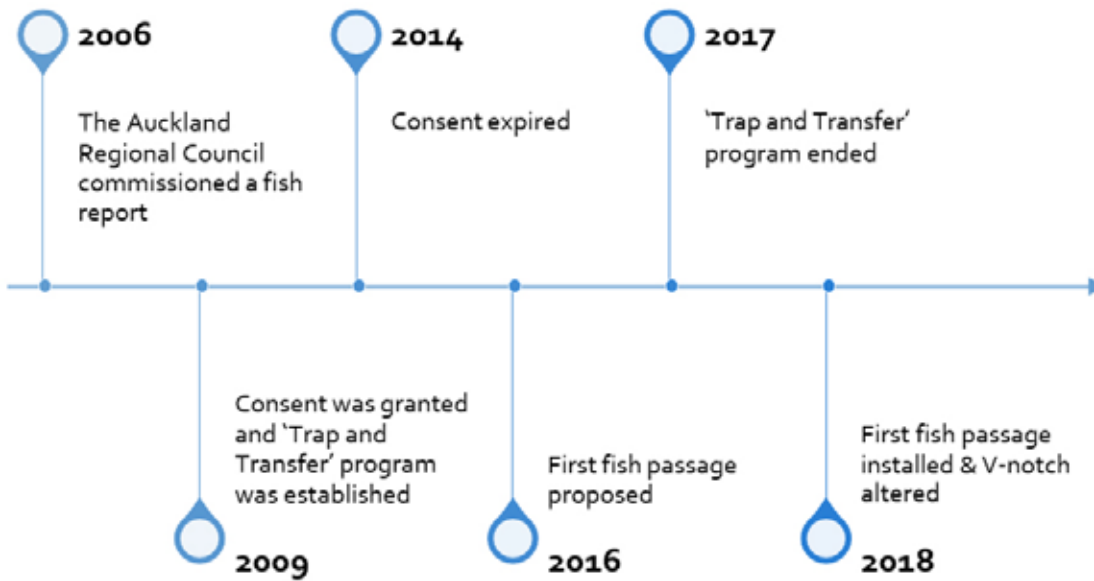 2006
The Auckland
Regional Council
commissioned a fish
report
2014
Consent expired
2017
‘Trap and Transfer’
program ended
Consent was granted
and ‘Trap and
Transfer’ program
was established
2009
First fish passage
proposed
2016
First fish passage
installed & V-notch
altered
2018